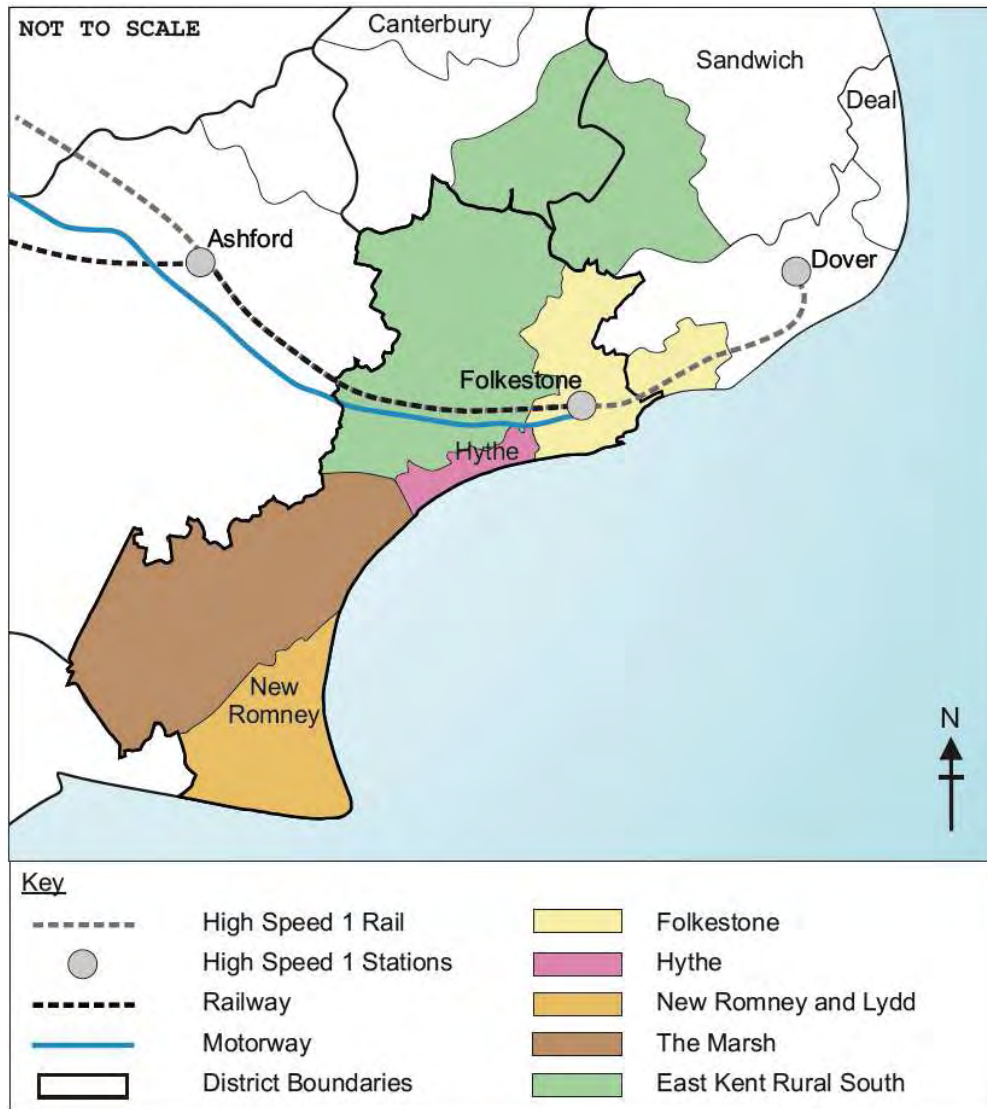 NOT TO SCALE
Canterbury
Sandwich
Deal
Ashford
Dover
Folkestone
Hythe
New
Romney
N
Key
High Speed 1 Rail
High Speed 1 Stations
Railway
Motorway
District Boundaries
Folkestone
Hythe
New Romney and Lydd
The Marsh
East Kent Rural South